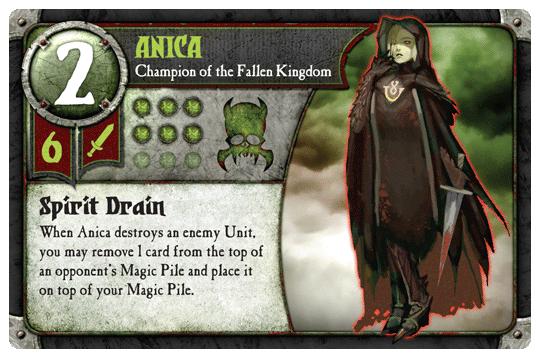 2
ANICA
Champion of the Fallen Kingdom
6
Spirit Drain
When Anica destroys an enemy Unit,
you may remove 1 card from the top of
an opponent's Magic Pile and place it
on top of your Magic Pile.